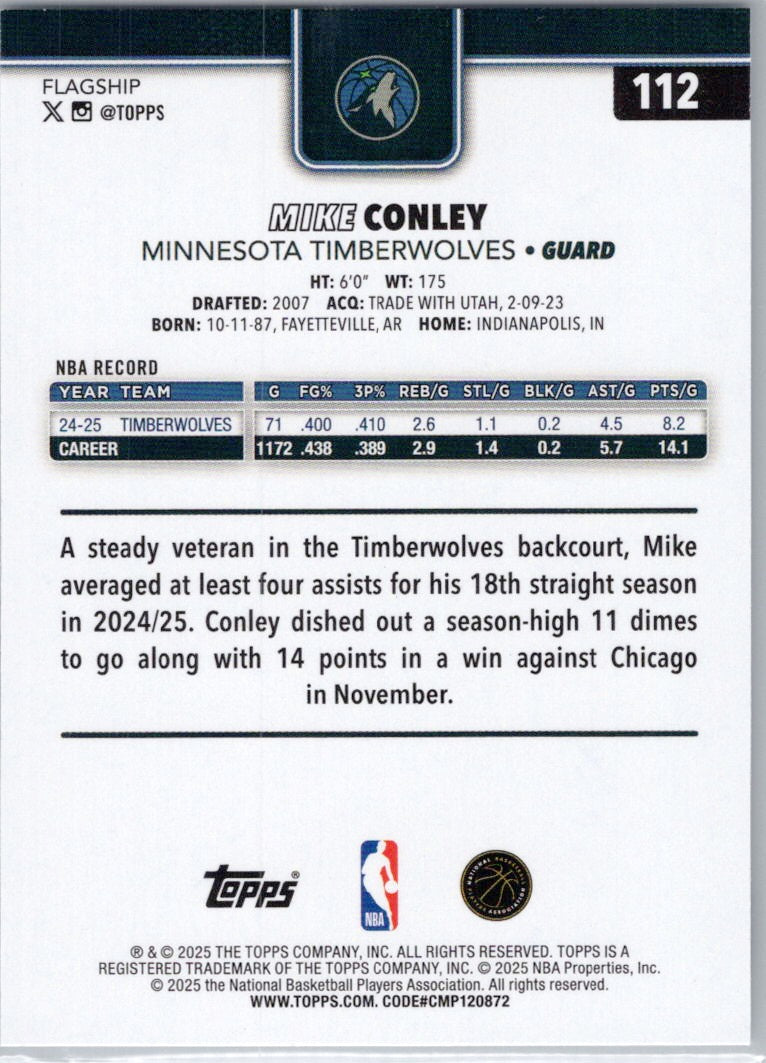 FLAGSHIP
112
X @TOPPS
MIKE CONLEY
MINNESOTA TIMBERWOLVES • GUARD
HT: 6'0" WT: 175
DRAFTED: 2007 ACQ: TRADE WITH UTAH, 2-09-23
BORN: 10-11-87, FAYETTEVILLE, AR HOME: INDIANAPOLIS, IN
NBA RECORD
YEAR TEAM G FG% 3P% REB/G STL/G BLK/G AST/G PTS/G
24-25 TIMBERWOLVES 71 .400 .410 2.6 1.1 0.2 4.5 8.2
CAREER 1172 .438 .389 2.9 1.4 0.2 5.7 14.1
A steady veteran in the Timberwolves backcourt, Mike
averaged at least four assists for his 18th straight season
in 2024/25. Conley dished out a season-high 11 dimes
to go along with 14 points in a win against Chicago
in November.
Topps®
NBA
NATIONAL BASKETBALL PLAYERS ASSOCIATION
® & © 2025 THE TOPPS COMPANY, INC. ALL RIGHTS RESERVED. TOPPS IS A
REGISTERED TRADEMARK OF THE TOPPS COMPANY, INC. © 2025 NBA Properties, Inc.
© 2025 the National Basketball Players Association. All rights reserved.
WWW.TOPPS.COM. CODE#CMP120872